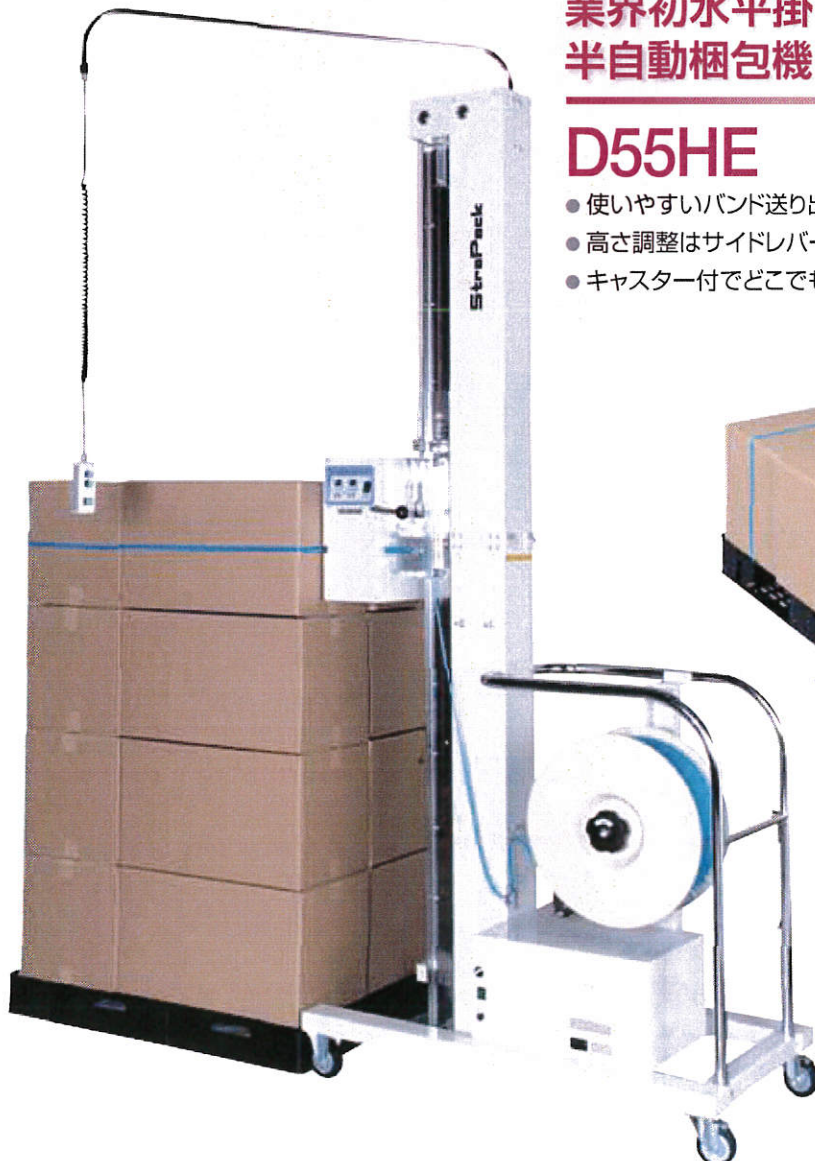 業界初水平掛
半自動梱包機
D55HE
● 使いやすいバンド送り出
● 高さ調整はサイドレバー
● キャスター付でどこでも
StraPack